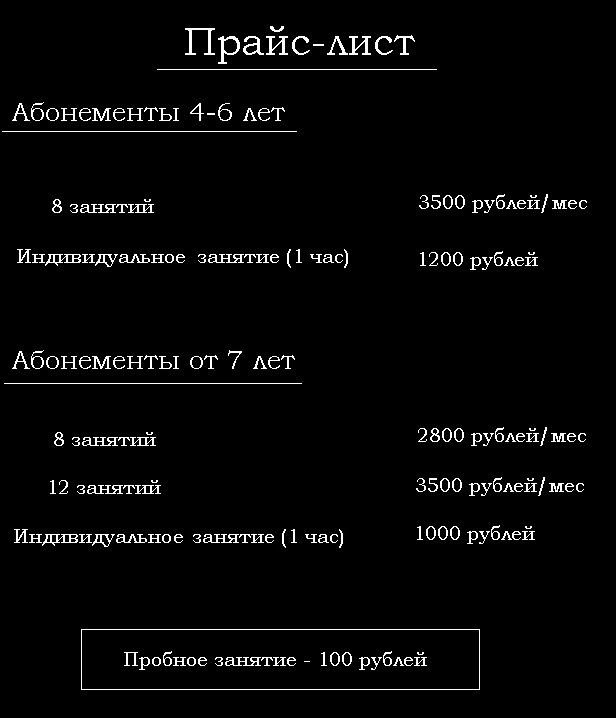 Прайс-лист
Абонементы 4-6 лет
8 занятий 3500 рублей/мес
Индивидуальное занятие (1 час) 1200 рублей
Абонементы от 7 лет
8 занятий 2800 рублей/мес
12 занятий 3500 рублей/мес
Индивидуальное занятие (1 час) 1000 рублей
Пробное занятие - 100 рублей